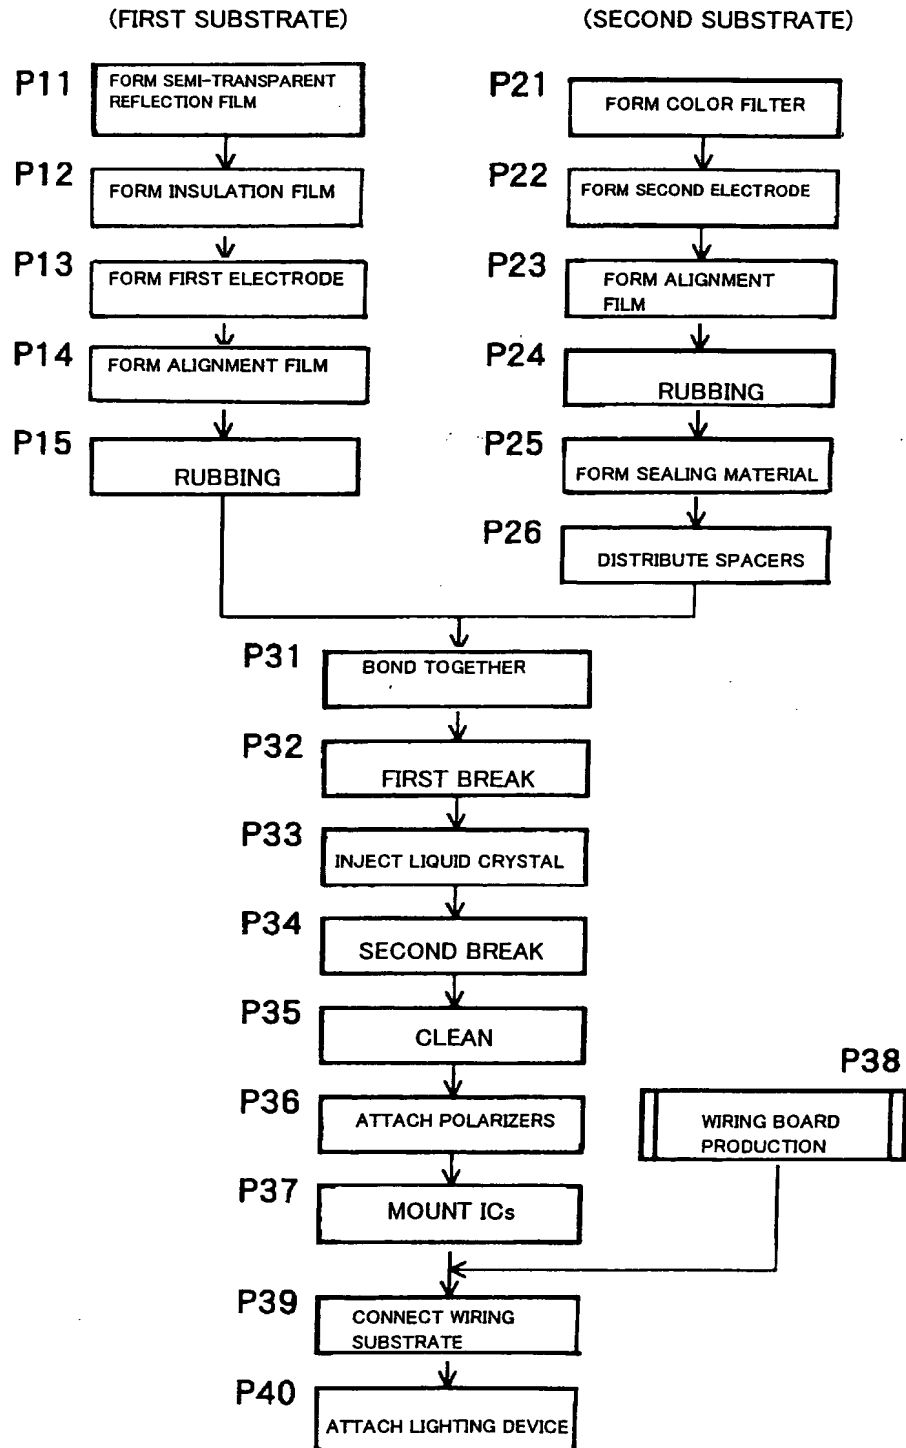 (FIRST SUBSTRATE)
P11
FORM SEMI-TRANSPARENT
REFLECTION FILM
P12
FORM INSULATION FILM
P13
FORM FIRST ELECTRODE
P14
FORM ALIGNMENT FILM
P15
RUBBING
(SECOND SUBSTRATE)
P21
FORM COLOR FILTER
P22
FORM SECOND ELECTRODE
P23
FORM ALIGNMENT
FILM
P24
RUBBING
P25
FORM SEALING MATERIAL
P26
DISTRIBUTE SPACERS
P31
BOND TOGETHER
P32
FIRST BREAK
P33
INJECT LIQUID CRYSTAL
P34
SECOND BREAK
P35
CLEAN
P36
ATTACH POLARIZERS
P37
MOUNT ICs
P38
WIRING BOARD
PRODUCTION
P39
CONNECT WIRING
SUBSTRATE
P40
ATTACH LIGHTING DEVICE